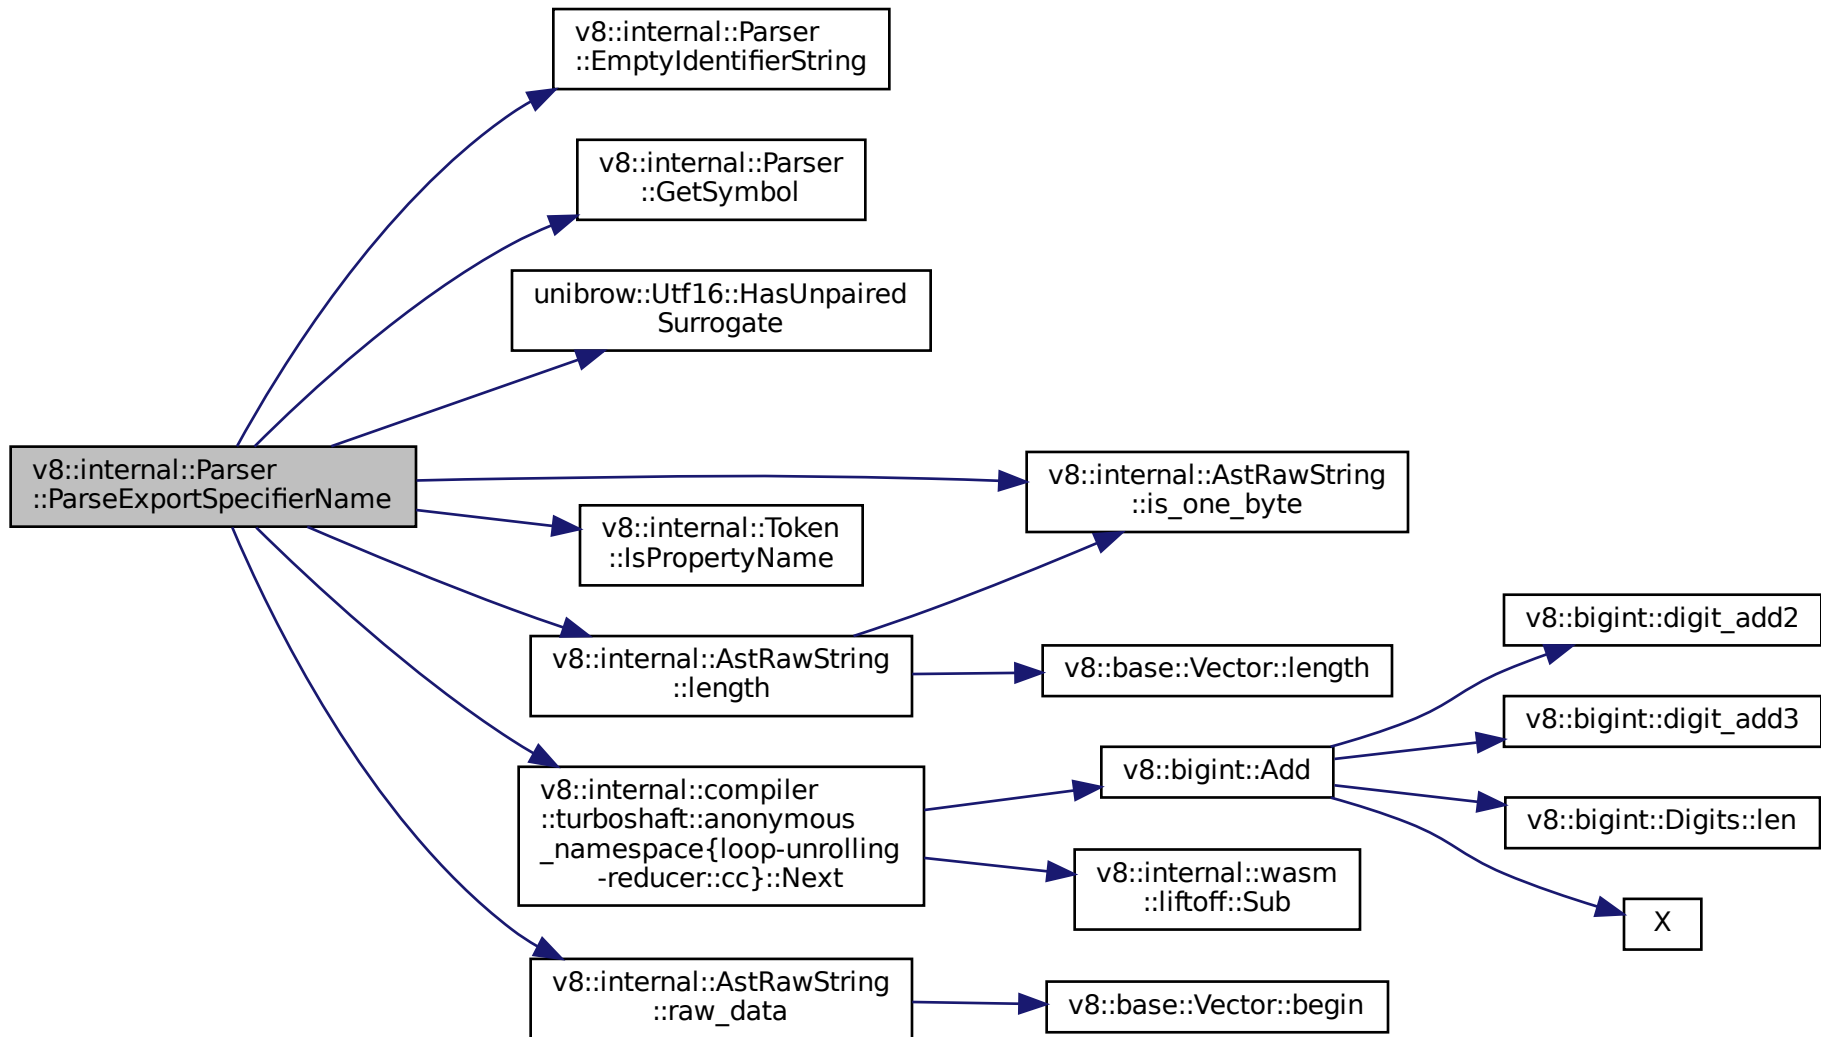 v8::internal::Parser
::EmptyIdentifierString
v8::internal::Parser
::GetSymbol
unibrow::Utf16::HasUnpaired
Surrogate
v8::internal::Parser
::ParseExportSpecifierName
v8::internal::AstRawString
::is_one_byte
v8::internal::Token
::IsPropertyName
v8::internal::AstRawString
::length
v8::base::Vector::length
v8::bigint::digit_add2
v8::bigint::digit_add3
v8::internal::compiler
::turboshaft::anonymous
_namespace{loop-unrolling
-reducer::cc}::Next
v8::bigint::Add
v8::bigint::Digits::len
v8::internal::wasm
::liftoff::Sub
X
v8::internal::AstRawString
::raw_data
v8::base::Vector::begin